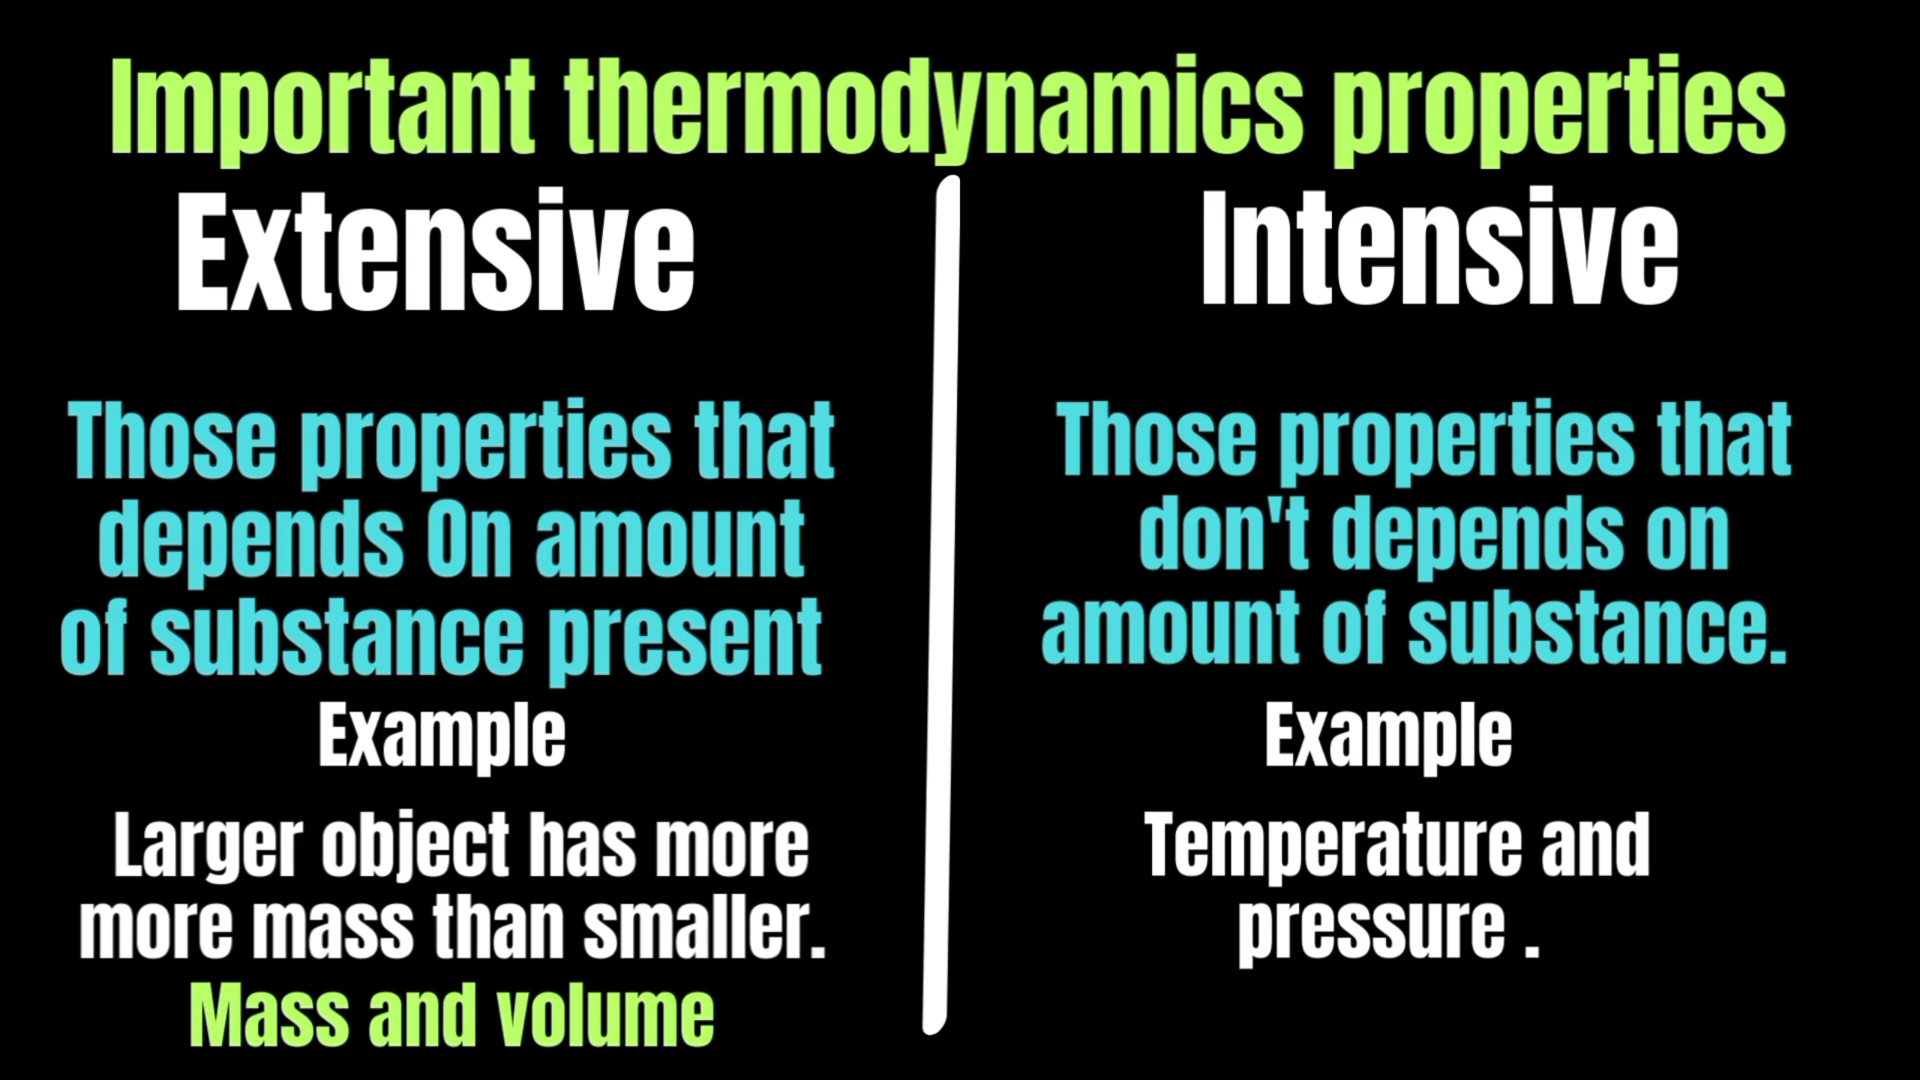 Important thermodynamics properties
Extensive
Those properties that
depends On amount
of substance present
Example
Larger object has more
more mass than smaller.
Mass and volume
Intensive
Those properties that
don't depends on
amount of substance.
Example
Temperature and
pressure .